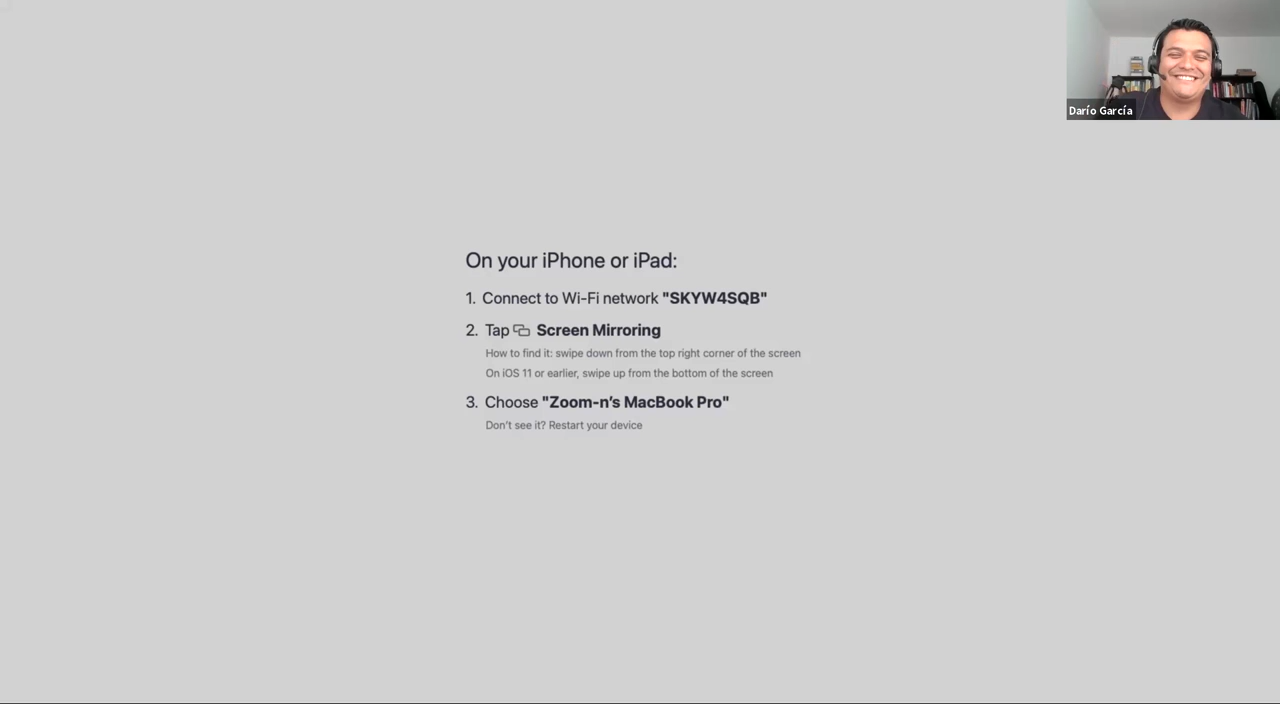 Darío García
On your iPhone or iPad:
1. Connect to Wi-Fi network "SKYW4SQB"
2. Tap Screen Mirroring
How to find it: swipe down from the top right corner of the screen
On iOS 11 or earlier, swipe up from the bottom of the screen
3. Choose "Zoom-n’s MacBook Pro"
Don’t see it? Restart your device